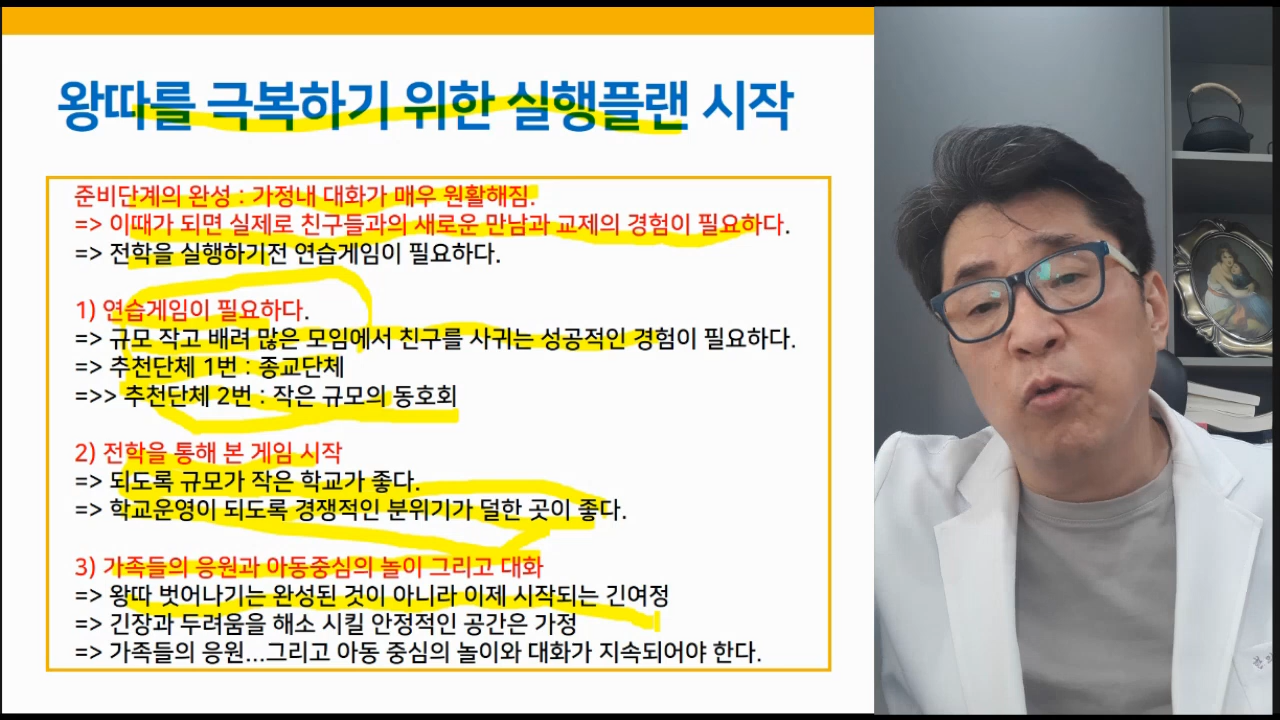 왕따를 극복하기 위한 실행플랜 시작
준비단계의 완성 : 가정내 대화가 매우 원활해짐.
=> 이때가 되면 실제로 친구들과의 새로운 만남과 교제의 경험이 필요하다.
=> 전학을 실행하기전 연습게임이 필요하다.
1) 연습게임이 필요하다.
=> 규모 작고 배려 많은 모임에서 친구를 사귀는 성공적인 경험이 필요하다.
=> 추천단체 1번 : 종교단체
=>> 추천단체 2번 : 작은 규모의 동호회
2) 전학을 통해 본 게임 시작
=> 되도록 규모가 작은 학교가 좋다.
=> 학교운영이 되도록 경쟁적인 분위기가 덜한 곳이 좋다.
3) 가족들의 응원과 아동중심의 놀이 그리고 대화
=> 왕따 벗어나기는 완성된 것이 아니라 이제 시작되는 긴여정
=> 긴장과 두려움을 해소 시킬 안정적인 공간은 가정
=> 가족들의 응원...그리고 아동 중심의 놀이와 대화가 지속되어야 한다.